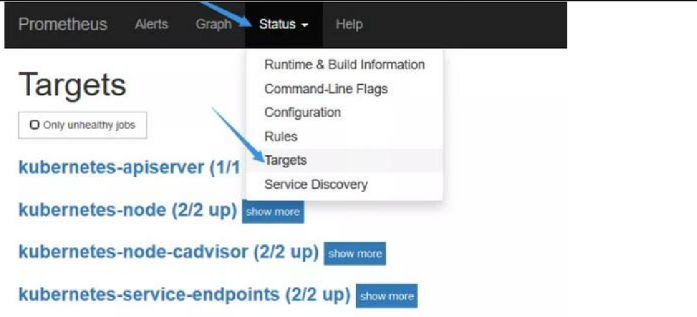 Prometheus Alerts Graph Status Help
Runtime & Build Information
Targets
Command-Line Flags
Configuration
Only unhealthy jobs
Rules
kubernetes-apiserver (1/1
Targets
Service Discovery
kubernetes-node (2/2 up) show more
kubernetes-node-cadvisor (2/2 up) show more
kubernetes-service-endpoints (2/2 up) show more